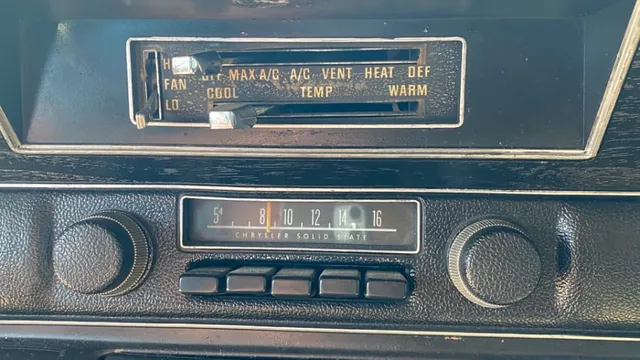 HI OFF MAX A/C A/C VENT HEAT DEF
FAN
COOL TEMP WARM
LO
5⁴ 8 10 12 14 16
CHRYSLER SOLID STATE